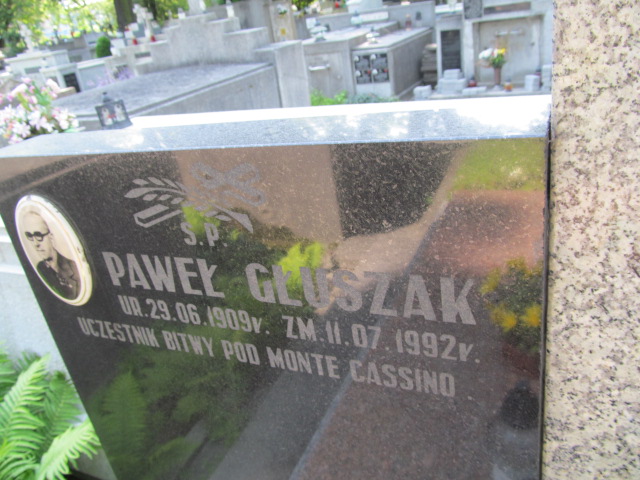 Ś.P.
PAWEŁ GŁUSZAK
UR.29.06.1909r. ZM.11.07.1992r.
UCZESTNIK BITWY POD MONTE CASSINO